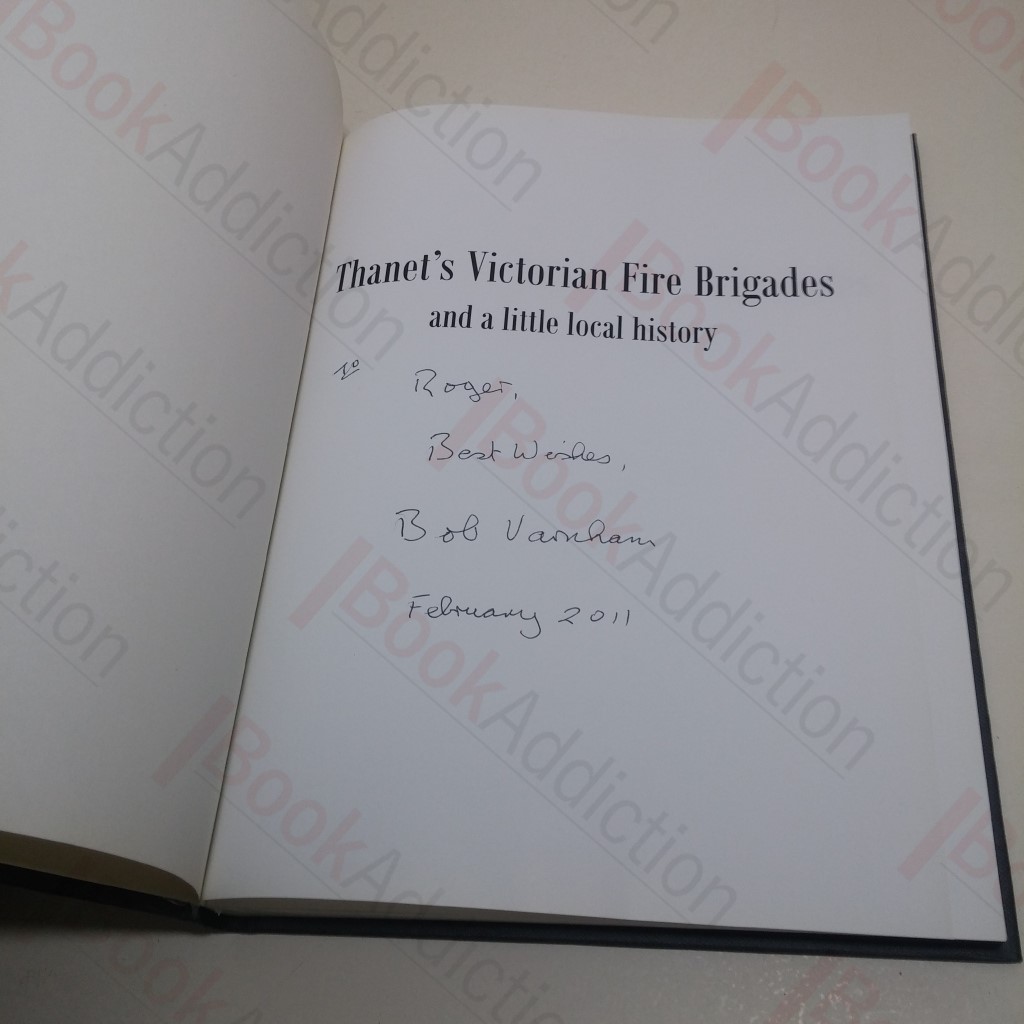 Thanet's Victorian Fire Brigades
and a little local history
To
Roger,
Best Wishes,
Bob Varnham
February 2011
BookAddiction